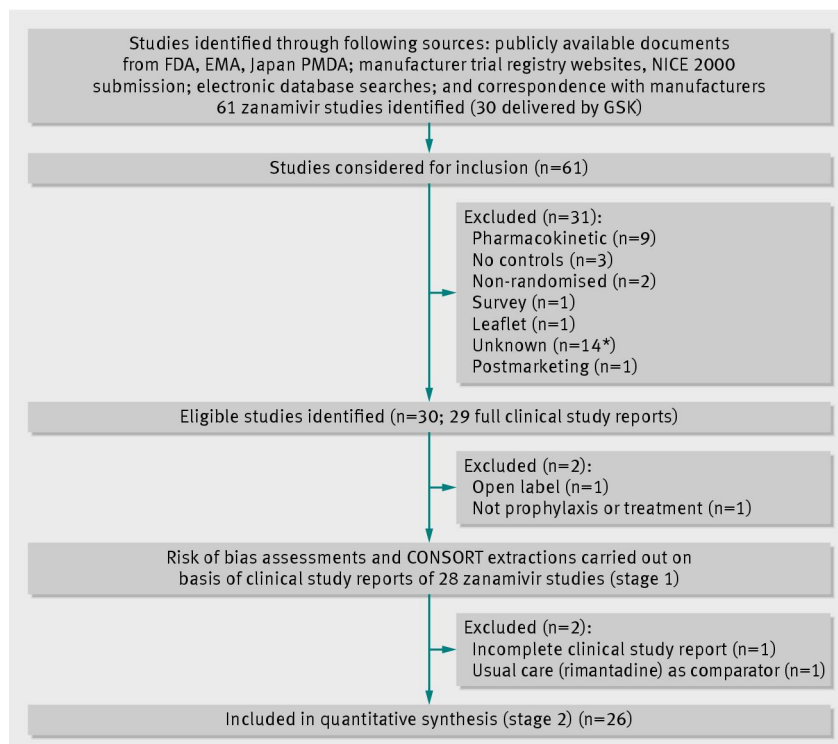 Studies identified through following sources: publicly available documents
from FDA, EMA, Japan PMDA; manufacturer trial registry websites, NICE 2000
submission; electronic database searches; and correspondence with manufacturers
61 zanamivir studies identified (30 delivered by GSK)
Studies considered for inclusion (n=61)
Excluded (n=31):
Pharmacokinetic (n=9)
No controls (n=3)
Non-randomised (n=2)
Survey (n=1)
Leaflet (n=1)
Unknown (n=14*)
Postmarketing (n=1)
Eligible studies identified (n=30; 29 full clinical study reports)
Excluded (n=2):
Open label (n=1)
Not prophylaxis or treatment (n=1)
Risk of bias assessments and CONSORT extractions carried out on
basis of clinical study reports of 28 zanamivir studies (stage 1)
Excluded (n=2):
Incomplete clinical study report (n=1)
Usual care (rimantadine) as comparator (n=1)
Included in quantitative synthesis (stage 2) (n=26)